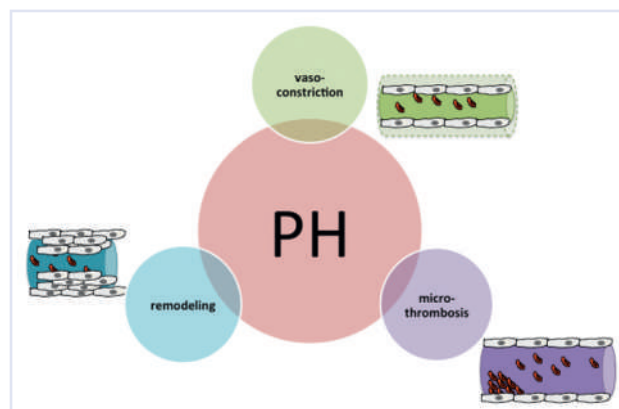 vaso-
constriction
PH
remodeling
micro-
thrombosis